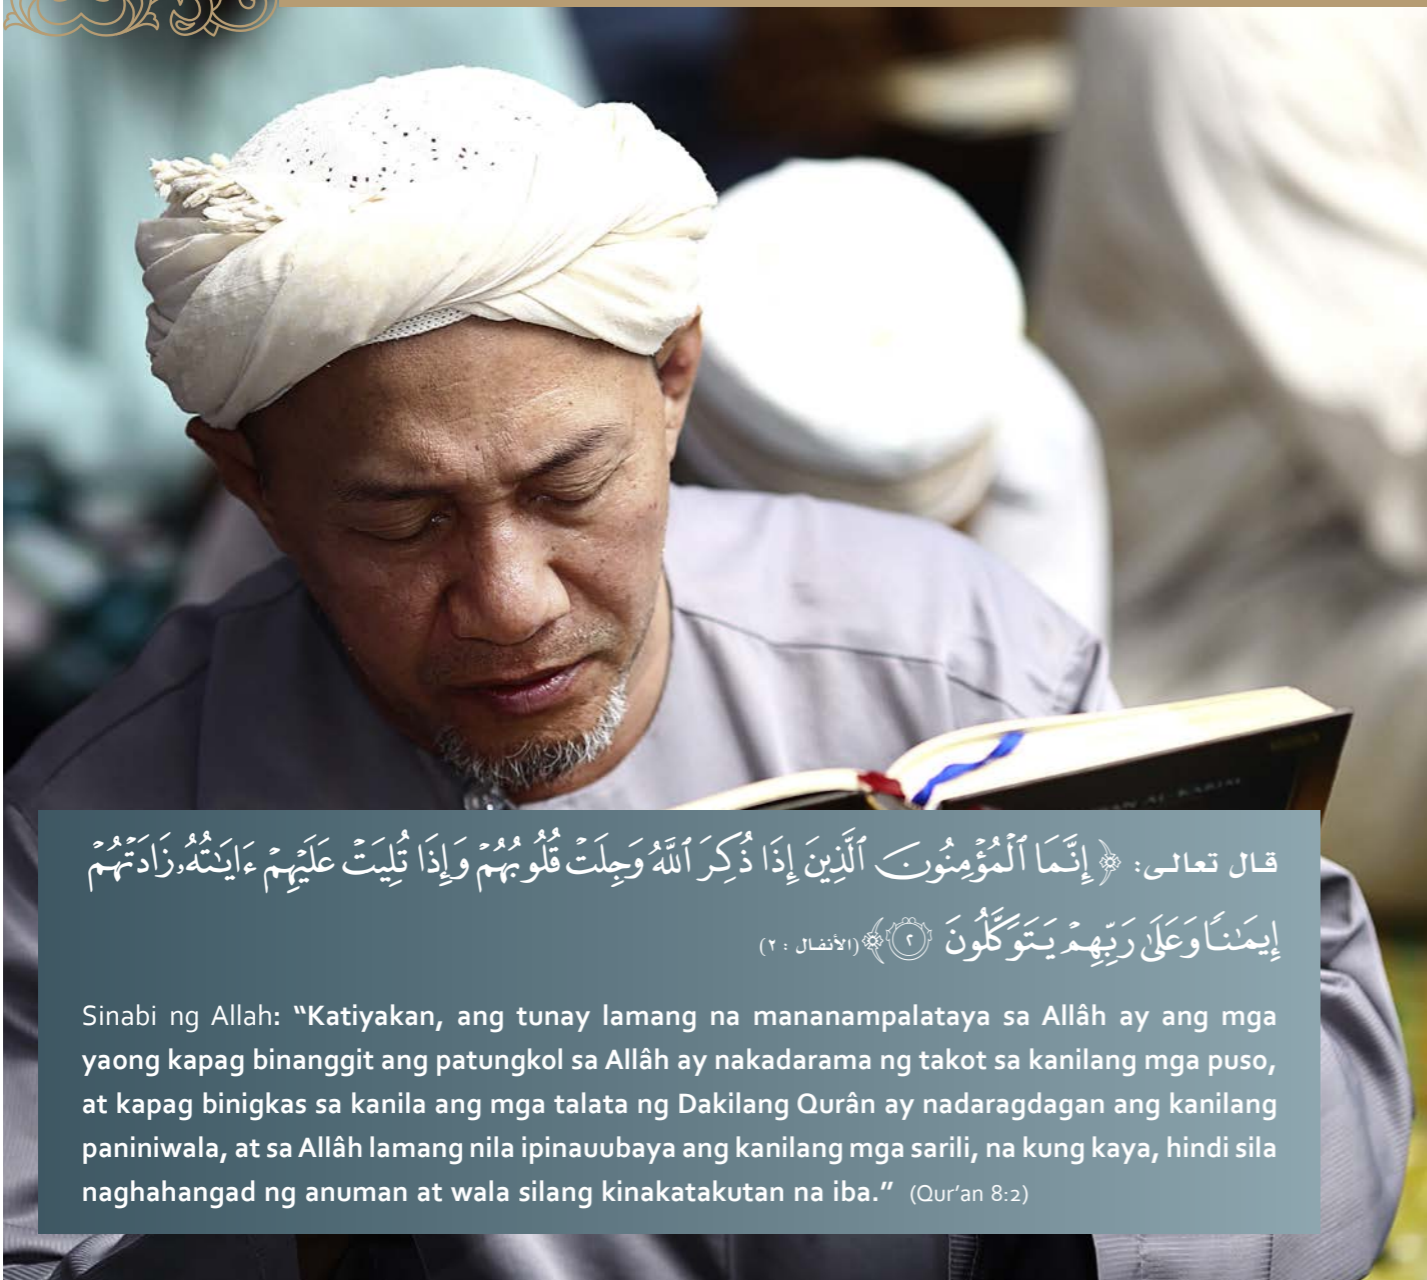 AN AL-KARIM
قال تعالى: ﴿ إِنَّمَا ٱلْمُؤْمِنُونَ ٱلَّذِينَ إِذَا ذُكِرَ ٱللَّهُ وَجِلَتْ قُلُوبُهُمْ وَإِذَا تُلِيَتْ عَلَيْهِمْ ءَايَـٰتُهُۥ زَادَتْهُمْ
إِيمَـٰنًا وَعَلَىٰ رَبِّهِمْ يَتَوَكَّلُونَ ۝٢ ﴾ (الأنفال : ٢)
Sinabi ng Allah: “Katiyakan, ang tunay lamang na mananampalataya sa Allâh ay ang mga
yaong kapag binanggit ang patungkol sa Allâh ay nakadarama ng takot sa kanilang mga puso,
at kapag binigkas sa kanila ang mga talata ng Dakilang Qurân ay nadaragdagan ang kanilang
paniniwala, at sa Allâh lamang nila ipinauubaya ang kanilang mga sarili, na kung kaya, hindi sila
naghahangad ng anuman at wala silang kinakatakutan na iba.” (Qur’an 8:2)